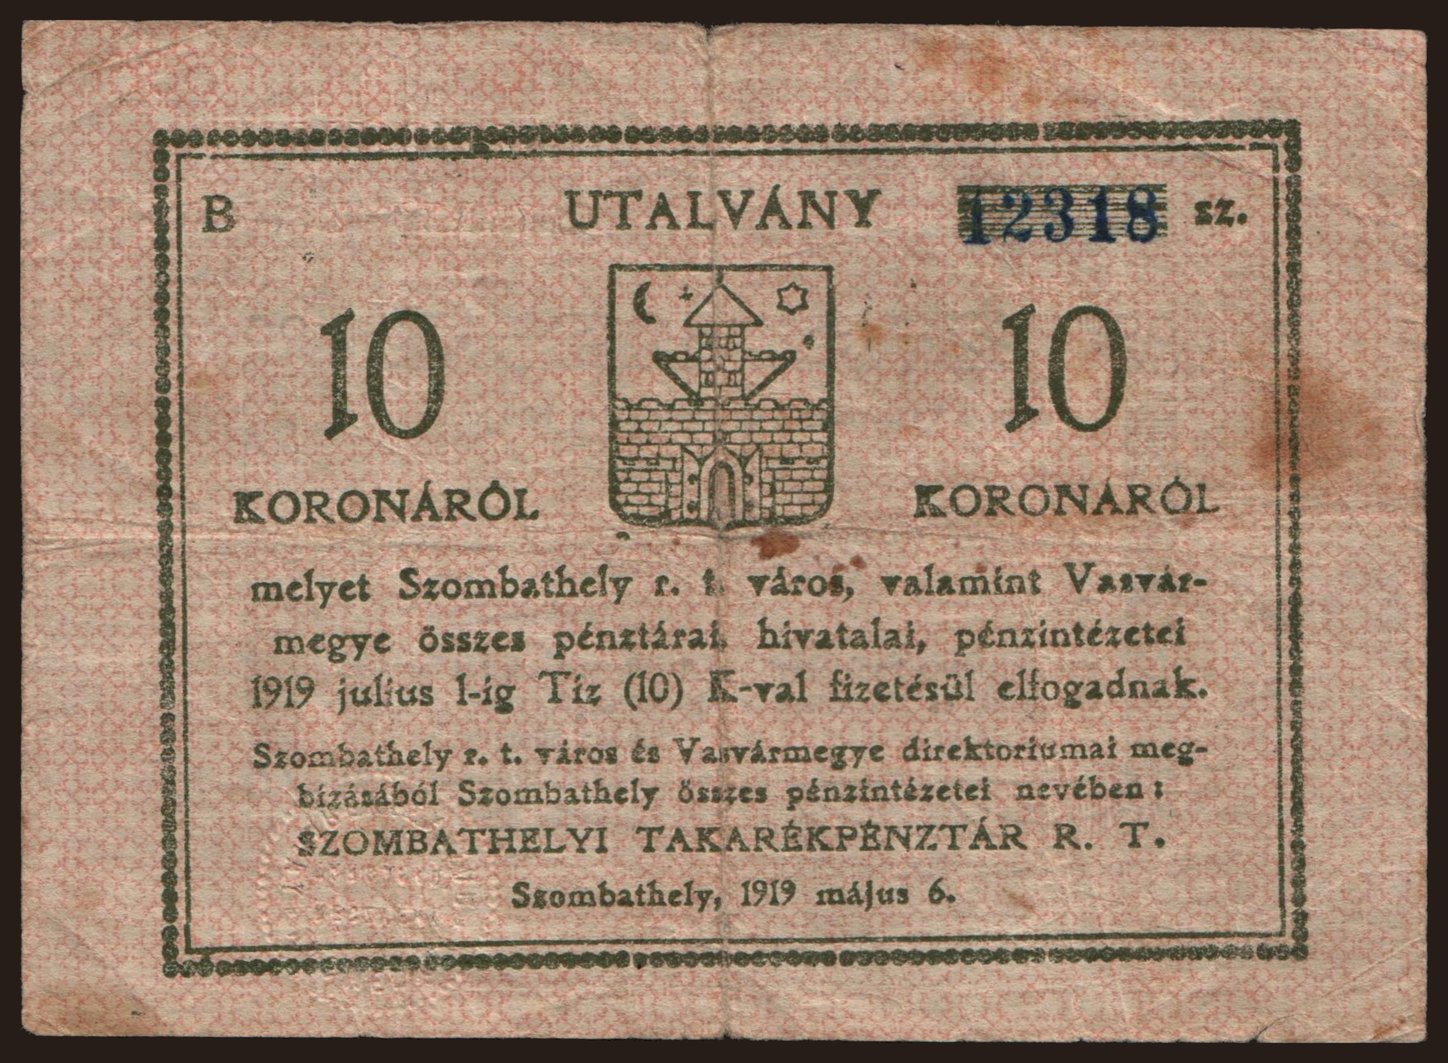 B UTALVÁNY 12318 sz.
10 10
KORONÁRÓL KORONÁRÓL
melyet Szombathely r. t. város, valamint Vasvár-
megye összes pénztárai, hivatalai, pénzintézetei
1919 julius 1-ig Tiz (10) K-val fizetésül elfogadnak.
Szombathely r. t. város és Vasvármegye direktoriumai meg-
bízásából Szombathely összes pénzintézetei nevében:
SZOMBATHELYI TAKARÉKPÉNZTÁR R. T.
Szombathely, 1919 május 6.